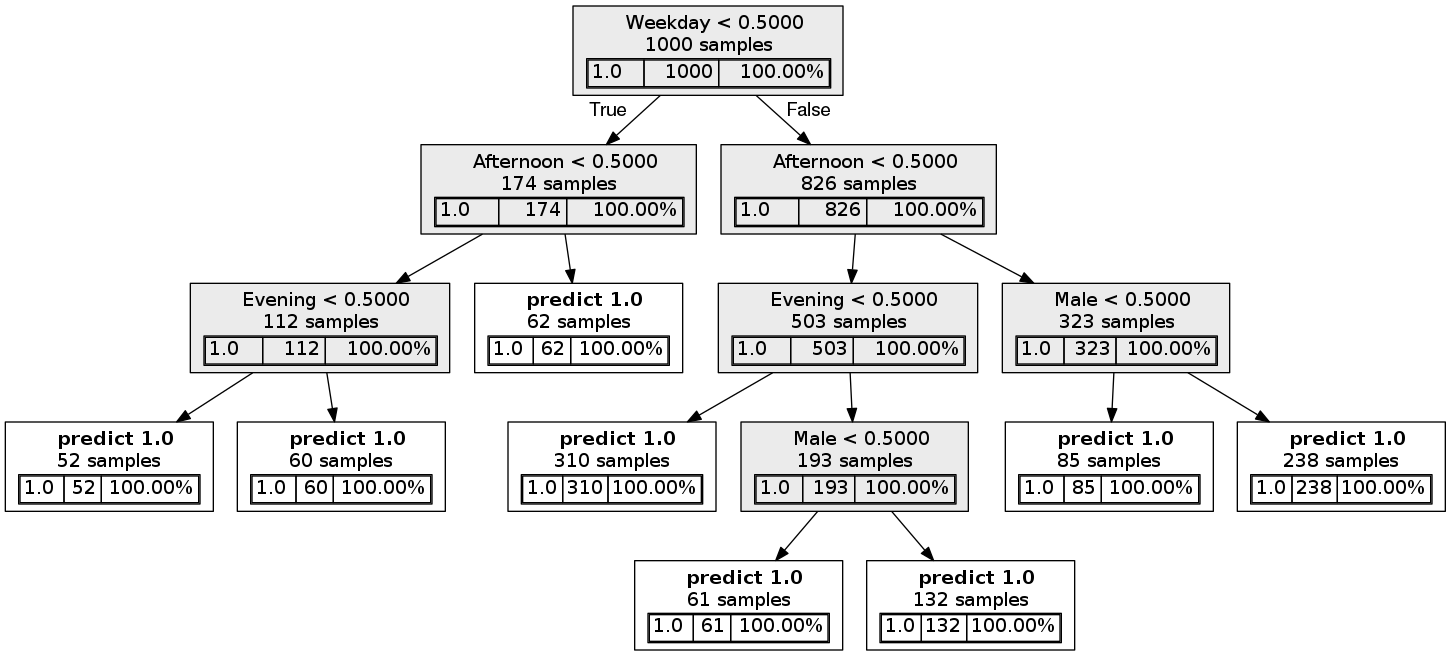 Weekday < 0.5000
1000 samples
1.0 1000 100.00%
True False
Afternoon < 0.5000
174 samples
1.0 174 100.00%
Afternoon < 0.5000
826 samples
1.0 826 100.00%
Evening < 0.5000
112 samples
1.0 112 100.00%
predict 1.0
62 samples
1.0 62 100.00%
Evening < 0.5000
503 samples
1.0 503 100.00%
Male < 0.5000
323 samples
1.0 323 100.00%
predict 1.0
52 samples
1.0 52 100.00%
predict 1.0
60 samples
1.0 60 100.00%
predict 1.0
310 samples
1.0 310 100.00%
Male < 0.5000
193 samples
1.0 193 100.00%
predict 1.0
85 samples
1.0 85 100.00%
predict 1.0
238 samples
1.0 238 100.00%
predict 1.0
61 samples
1.0 61 100.00%
predict 1.0
132 samples
1.0 132 100.00%